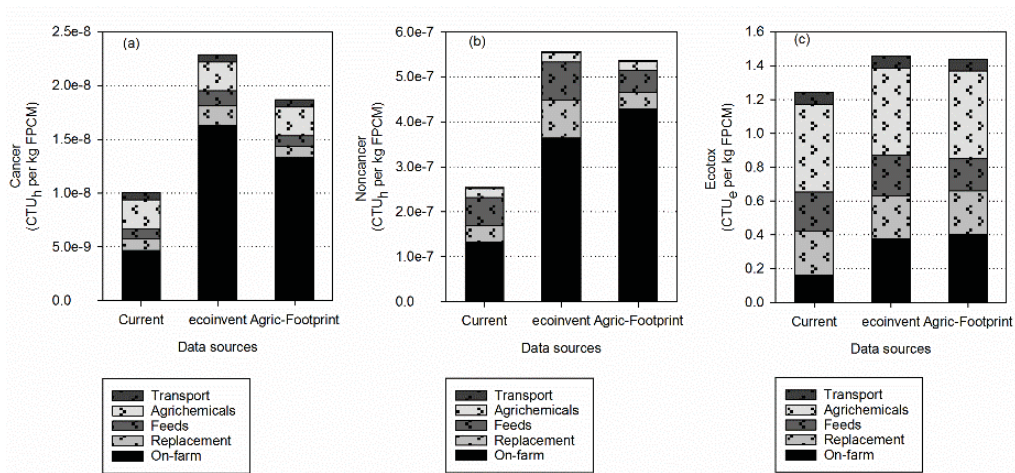 (a)
2.5e-8
2.0e-8
1.5e-8
1.0e-8
5.0e-9
0.0
Cancer
(CTUh per kg FPCM)
Current ecoinvent Agric-Footprint
Data sources
Transport
Agrichemicals
Feeds
Replacement
On-farm
(b)
6.0e-7
5.0e-7
4.0e-7
3.0e-7
2.0e-7
1.0e-7
0.0
Noncancer
(CTUh per kg FPCM)
Current ecoinvent Agric-Footprint
Data sources
Transport
Agrichemicals
Feeds
Replacement
On-farm
(c)
1.6
1.4
1.2
1.0
0.8
0.6
0.4
0.2
0.0
Ecotox
(CTUe per kg FPCM)
Current ecoinvent Agric-Footprint
Data sources
Transport
Agrichemicals
Feeds
Replacement
On-farm